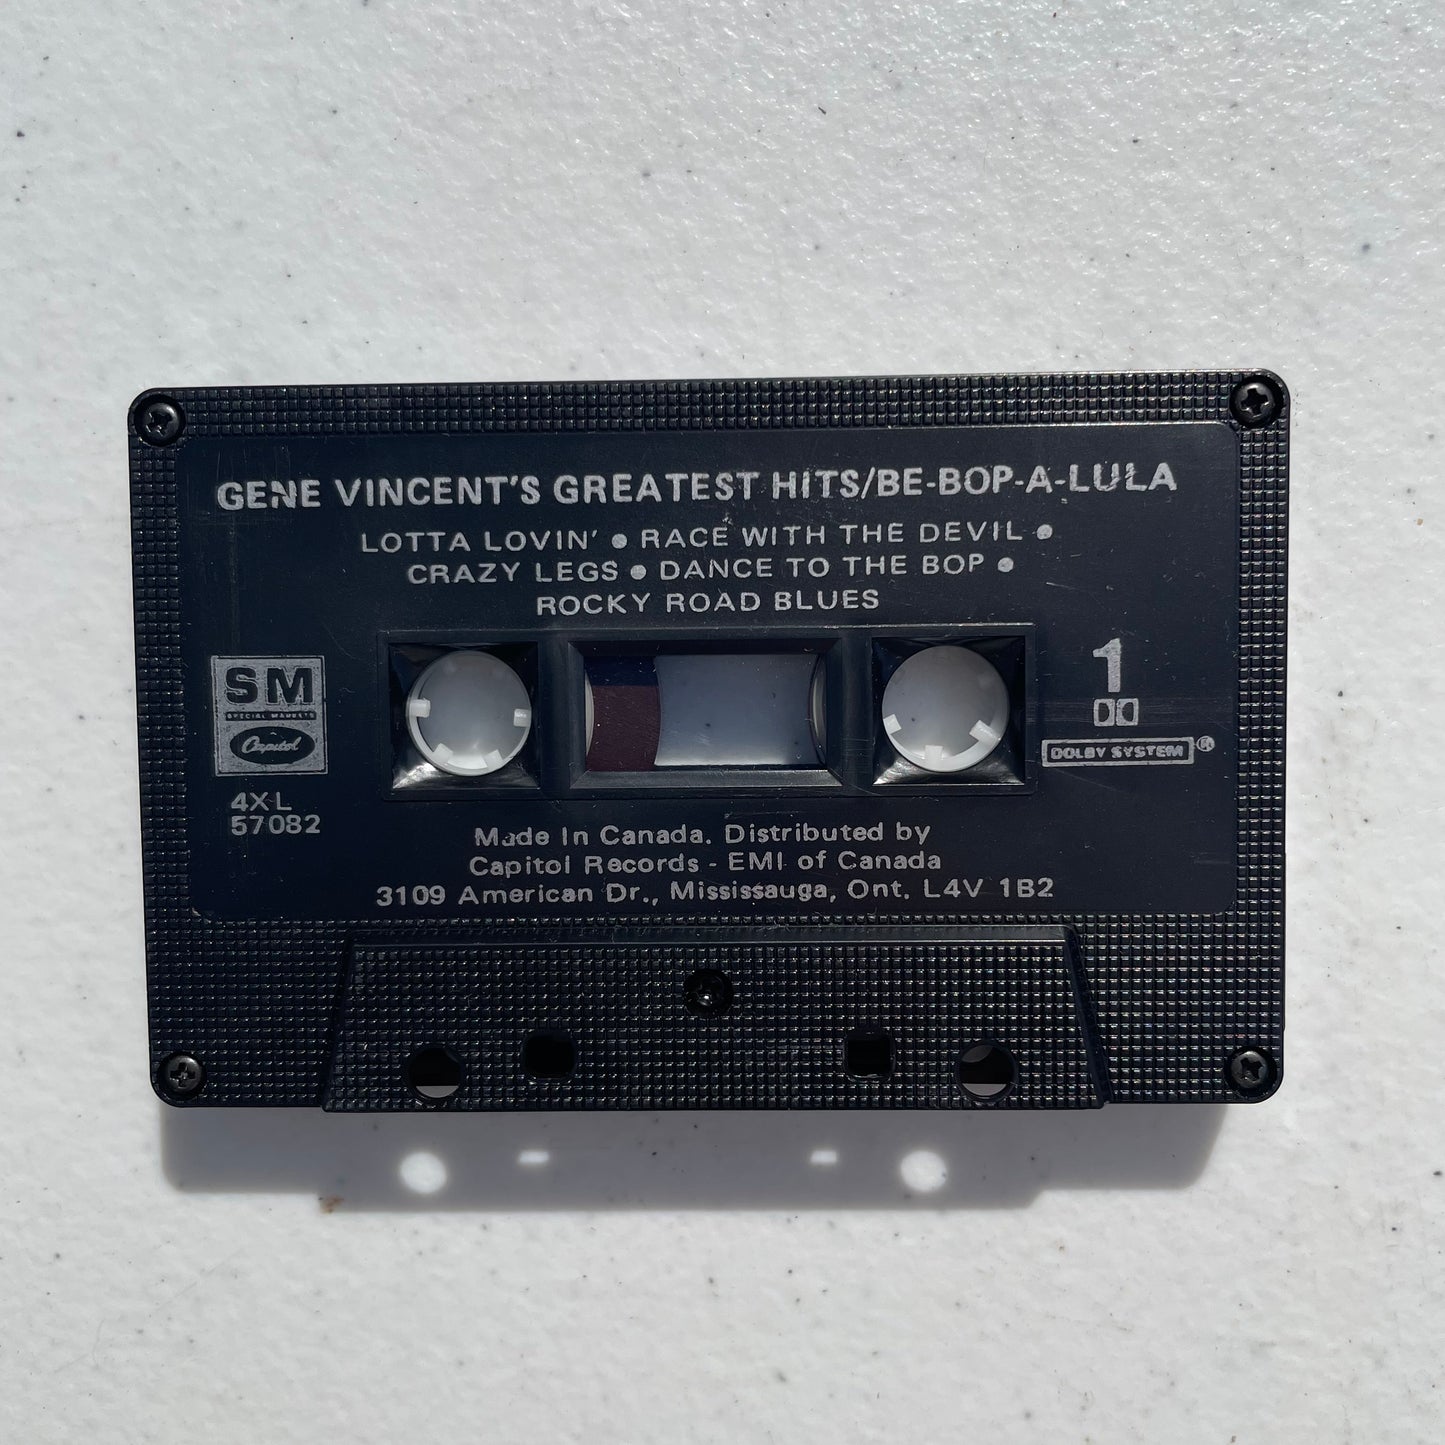 GENE VINCENT'S GREATEST HITS/BE-BOP-A-LULA
LOTTA LOVIN' • RACE WITH THE DEVIL •
CRAZY LEGS • DANCE TO THE BOP •
ROCKY ROAD BLUES
SM
SPECIAL MARKETS
Capitol
4XL
57082
1
DOLBY SYSTEM ®
Made In Canada. Distributed by
Capitol Records - EMI of Canada
3109 American Dr., Mississauga, Ont. L4V 1B2